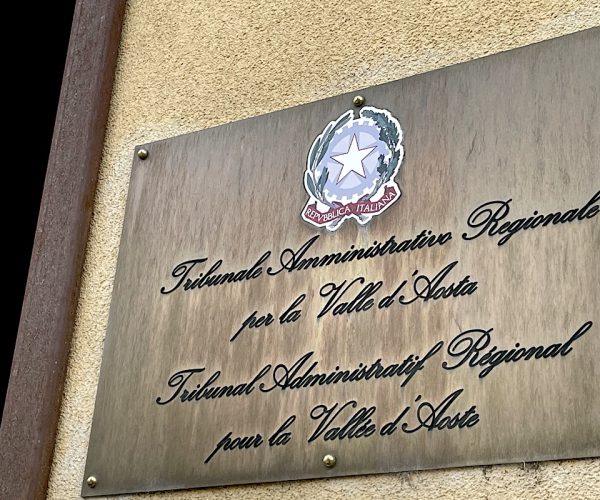 REPVBBLICA ITALIANA
Tribunale Amministrativo Regionale
per la Valle d'Aosta
Tribunal Administratif Régional
pour la Vallée d'Aoste